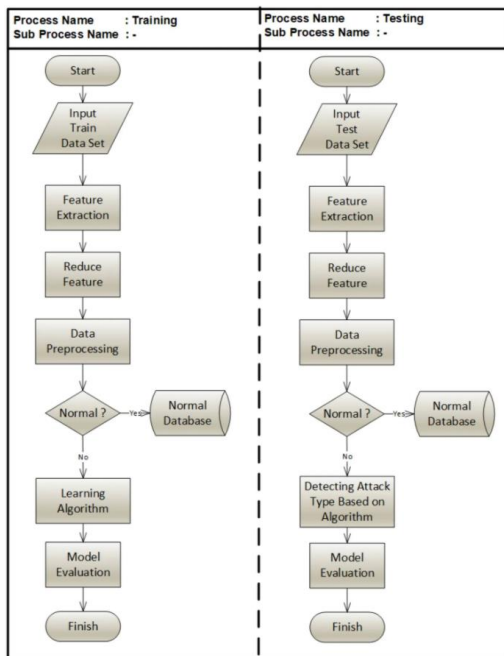 Process Name : Training
Sub Process Name : -
Start
Input
Train
Data Set
Feature
Extraction
Reduce
Feature
Data
Preprocessing
Normal ?
Yes
Normal
Database
No
Learning
Algorithm
Model
Evaluation
Finish
Process Name : Testing
Sub Process Name : -
Start
Input
Test
Data Set
Feature
Extraction
Reduce
Feature
Data
Preprocessing
Normal ?
Yes
Normal
Database
No
Detecting Attack
Type Based on
Algorithm
Model
Evaluation
Finish